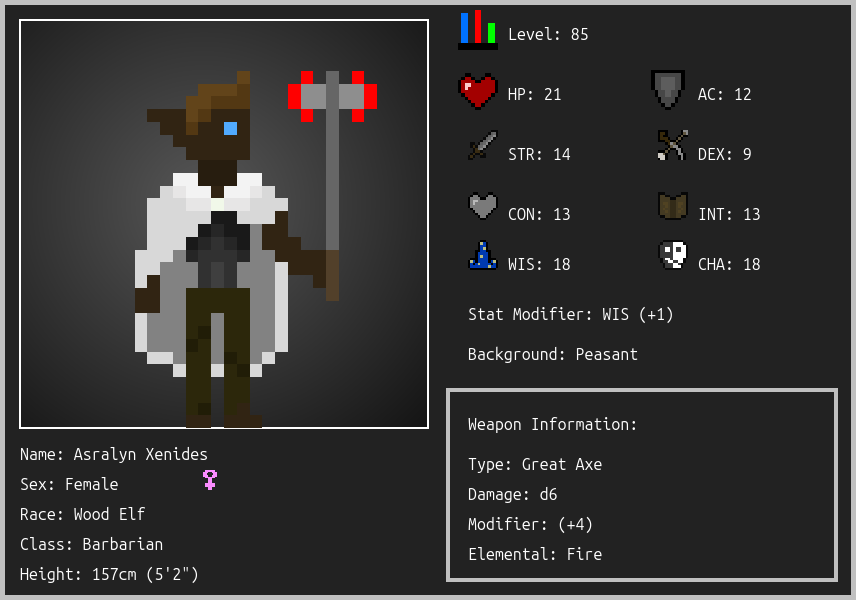 Level: 85
HP: 21
AC: 12
STR: 14
DEX: 9
CON: 13
INT: 13
WIS: 18
CHA: 18
Stat Modifier: WIS (+1)
Background: Peasant
Weapon Information:
Type: Great Axe
Damage: d6
Modifier: (+4)
Elemental: Fire
Name: Asralyn Xenides
Sex: Female
Race: Wood Elf
Class: Barbarian
Height: 157cm (5'2")